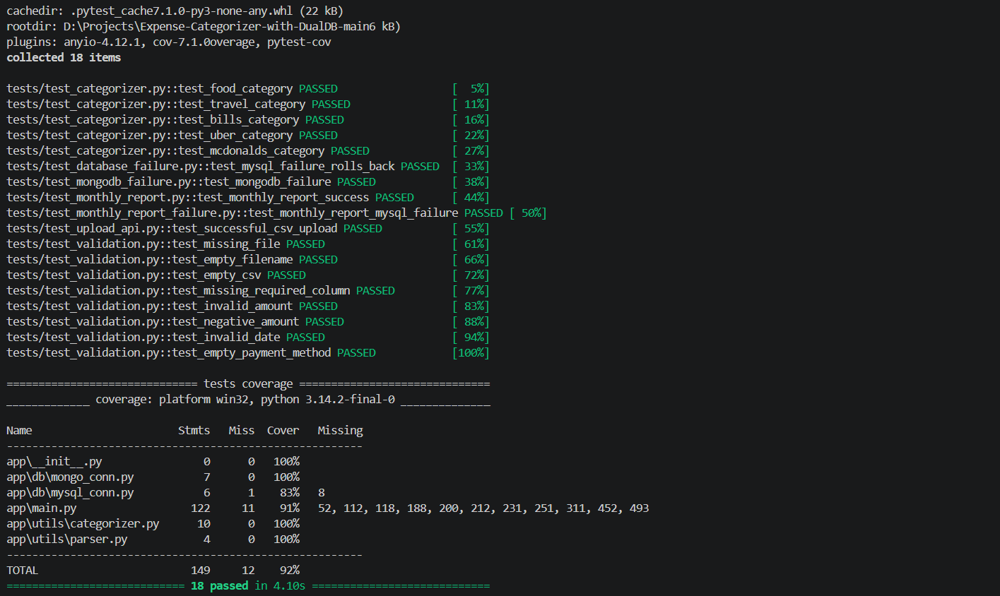 cachedir: .pytest_cache7.1.0-py3-none-any.whl (22 kB)
rootdir: D:\Projects\Expense-Categorizer-with-DualDB-main6 kB)
plugins: anyio-4.12.1, cov-7.1.0overage, pytest-cov
collected 18 items

tests/test_categorizer.py::test_food_category PASSED                  [  5%]
tests/test_categorizer.py::test_travel_category PASSED                [ 11%]
tests/test_categorizer.py::test_bills_category PASSED                 [ 16%]
tests/test_categorizer.py::test_uber_category PASSED                  [ 22%]
tests/test_categorizer.py::test_mcdonalds_category PASSED             [ 27%]
tests/test_database_failure.py::test_mysql_failure_rolls_back PASSED  [ 33%]
tests/test_mongodb_failure.py::test_mongodb_failure PASSED            [ 38%]
tests/test_monthly_report.py::test_monthly_report_success PASSED      [ 44%]
tests/test_monthly_report_failure.py::test_monthly_report_mysql_failure PASSED [ 50%]
tests/test_upload_api.py::test_successful_csv_upload PASSED           [ 55%]
tests/test_validation.py::test_missing_file PASSED                    [ 61%]
tests/test_validation.py::test_empty_filename PASSED                  [ 66%]
tests/test_validation.py::test_empty_csv PASSED                       [ 72%]
tests/test_validation.py::test_missing_required_column PASSED         [ 77%]
tests/test_validation.py::test_invalid_amount PASSED                  [ 83%]
tests/test_validation.py::test_negative_amount PASSED                 [ 88%]
tests/test_validation.py::test_invalid_date PASSED                    [ 94%]
tests/test_validation.py::test_empty_payment_method PASSED            [100%]

============================== tests coverage ==============================
_____________ coverage: platform win32, python 3.14.2-final-0 ______________

Name                       Stmts   Miss  Cover   Missing
--------------------------------------------------------
app\__init__.py                0      0   100%
app\db\mongo_conn.py           7      0   100%
app\db\mysql_conn.py           6      1    83%   8
app\main.py                  122     11    91%   52, 112, 118, 188, 200, 212, 231, 251, 311, 452, 493
app\utils\categorizer.py      10      0   100%
app\utils\parser.py            4      0   100%
--------------------------------------------------------
TOTAL                        149     12    92%
============================ 18 passed in 4.10s ============================